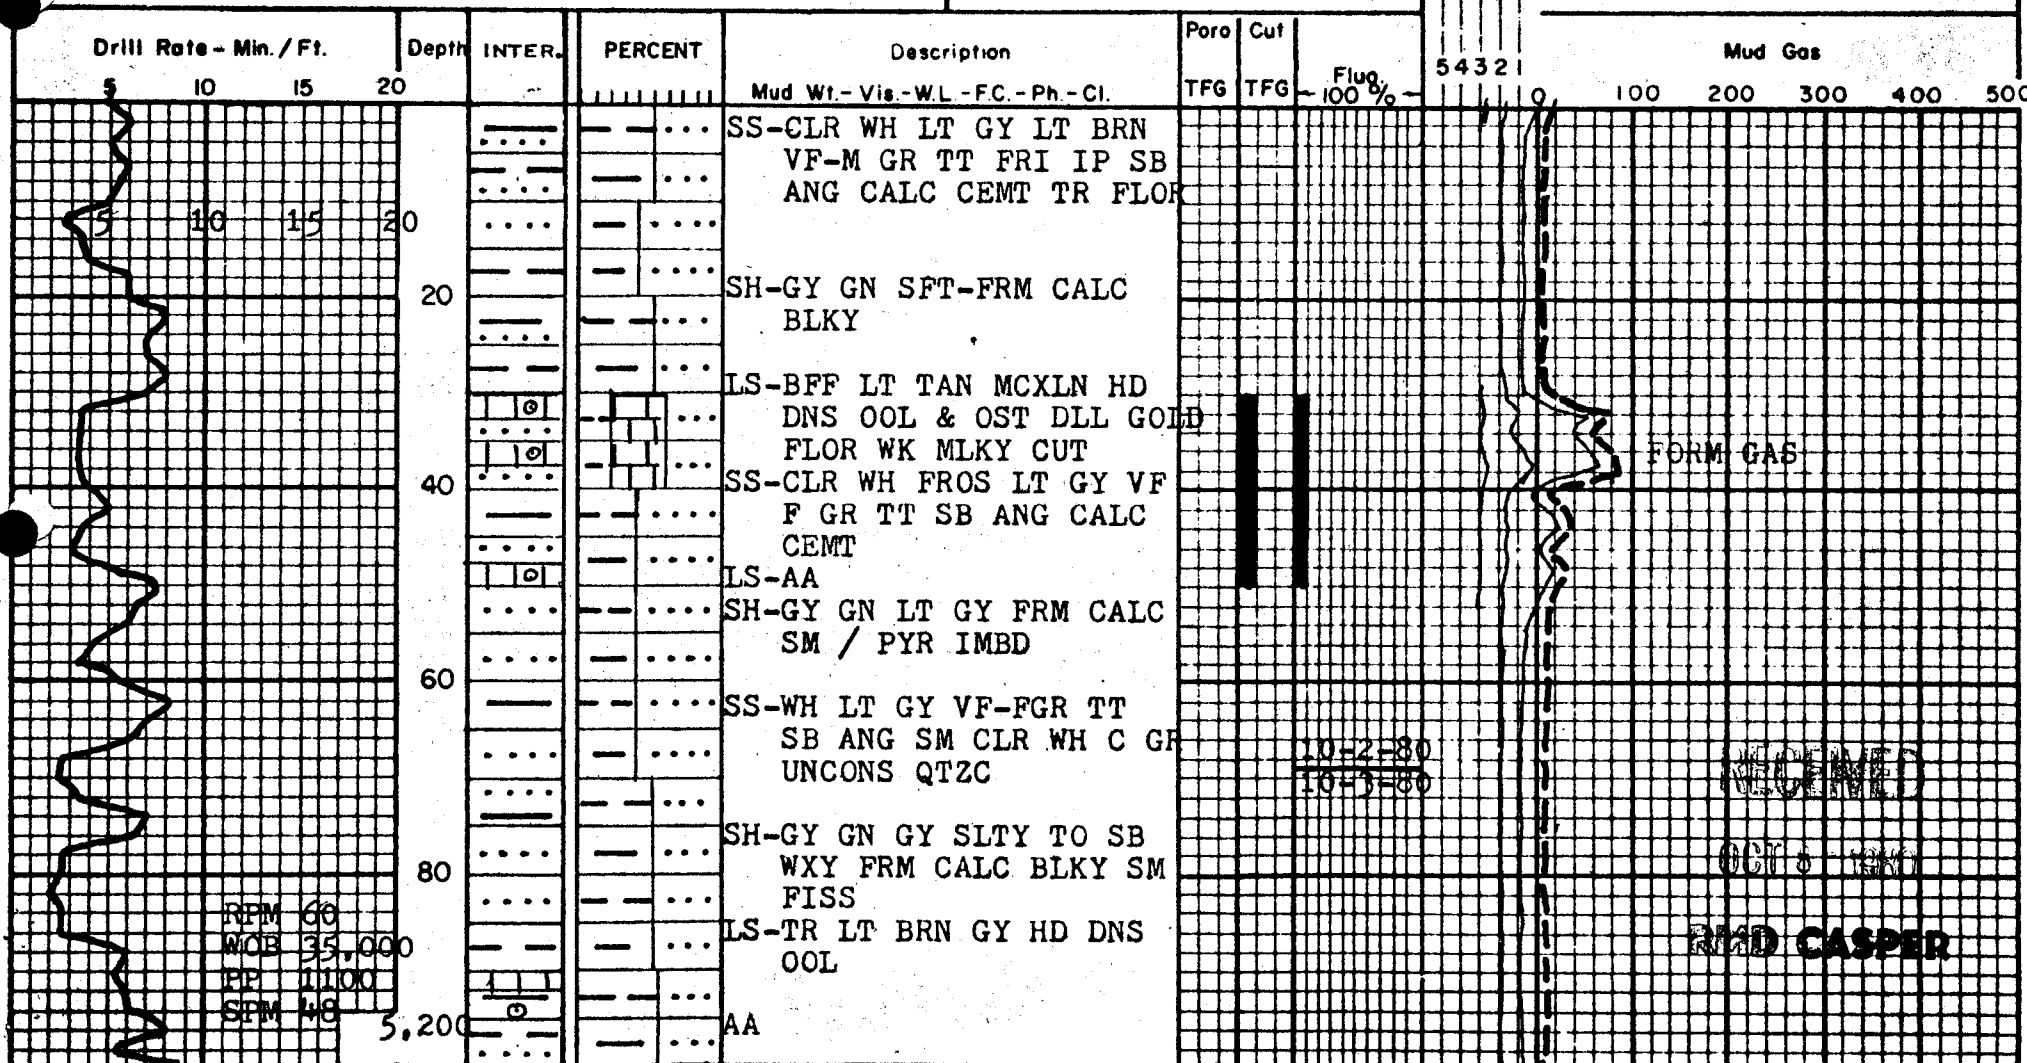 Drill Rate - Min./Ft.
5 10 15 20
Depth
INTER.
PERCENT
Description
Mud Wt.- Vis.-W.L.-F.C.-Ph.-Cl.
Poro
TFG
Cut
TFG
Fluo.
100 %
5 4 3 2 1
Mud Gas
0 100 200 300 400 500
5 10 15 20
20
40
60
80
5,200
SS-CLR WH LT GY LT BRN
VF-M GR TT FRI IP SB
ANG CALC CEMT TR FLOR
SH-GY GN SFT-FRM CALC
BLKY
LS-BFF LT TAN MCXLN HD
DNS OOL & OST DLL GOLD
FLOR WK MLKY CUT
SS-CLR WH FROS LT GY VF
F GR TT SB ANG CALC
CEMT
LS-AA
SH-GY GN LT GY FRM CALC
SM / PYR IMBD
SS-WH LT GY VF-FGR TT
SB ANG SM CLR WH C GR
UNCONS QTZC
SH-GY GN GY SLTY TO SB
WXY FRM CALC BLKY SM
FISS
LS-TR LT BRN GY HD DNS
OOL
AA
FORM GAS
10-2-80
10-3-80
RPM 60
WOB 35,000
PP 1100
SPM 48
RECEIVED
OCT 8 1980
RMD CASPER